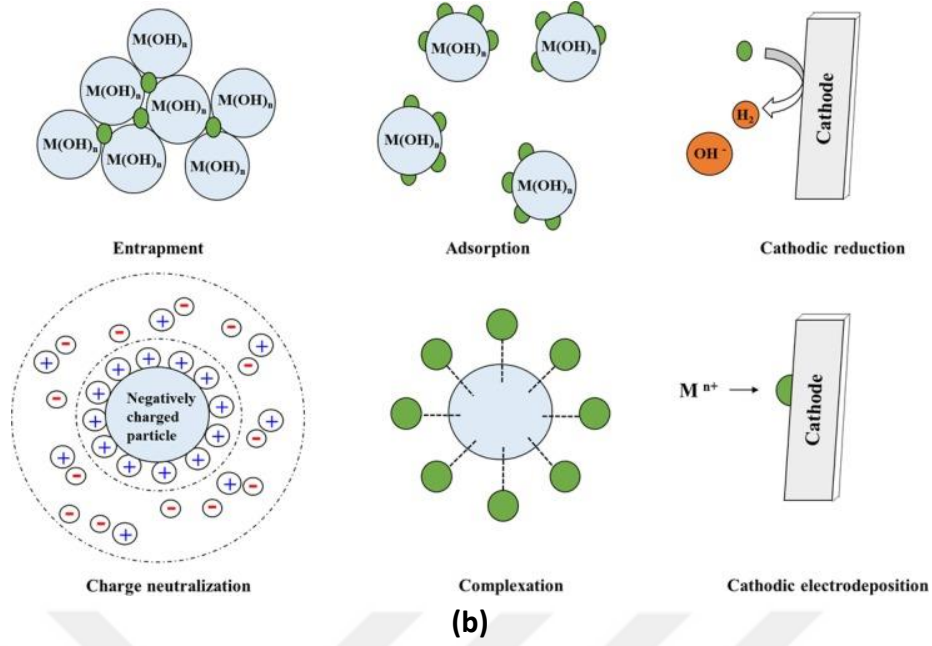 M(OH)n
M(OH)n
M(OH)n
M(OH)n
M(OH)n
M(OH)n
M(OH)n
Entrapment
M(OH)n
M(OH)n
M(OH)n
M(OH)n
Adsorption
H2
OH -
Cathode
Cathodic reduction
Negatively
charged
particle
Charge neutralization
Complexation
M n+
Cathode
Cathodic electrodeposition
(b)